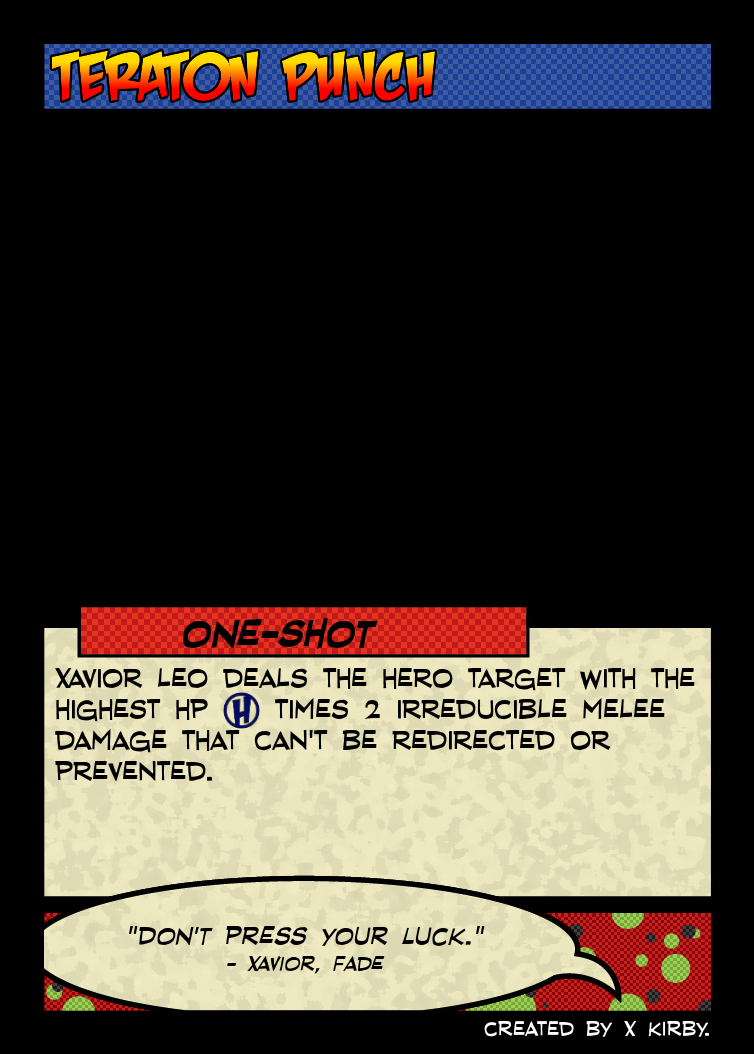 TERATON PUNCH
ONE-SHOT
XAVIOR LEO DEALS THE HERO TARGET WITH THE
HIGHEST HP H TIMES 2 IRREDUCIBLE MELEE
DAMAGE THAT CAN'T BE REDIRECTED OR
PREVENTED.
"DON'T PRESS YOUR LUCK."
- XAVIOR, FADE
CREATED BY X KIRBY.